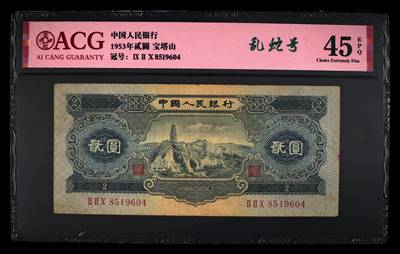 ACG
AI CANG GUARANTY
中国人民银行
1953年贰圆 宝塔山
冠号: IX II X 8519604
乱蛇号
45 EPQ
Choice Extremely Fine
中國人民銀行
2 2
貳圓 貳圓
2 2
IX II X 8519604 IX II X 8519604